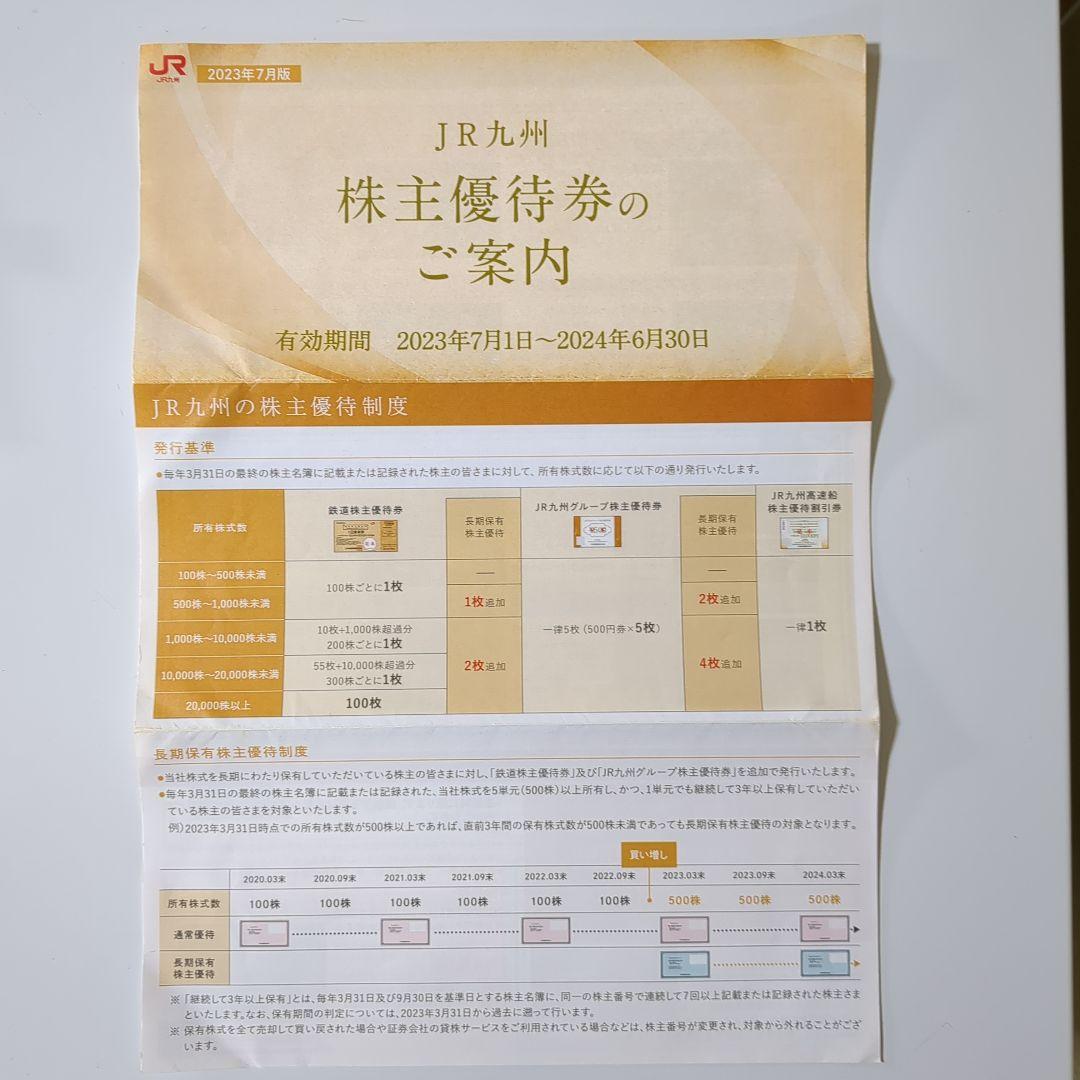 JR
JR九州
2023年7月版
JR九州
株主優待券の
ご案内
有効期間 2023年7月1日〜2024年6月30日
JR九州の株主優待制度
発行基準
●毎年3月31日の最終の株主名簿に記載または記録された株主の皆さまに対して、所有株式数に応じて以下の通り発行いたします。
所有株式数
鉄道株主優待券
長期保有
株主優待
JR九州グループ株主優待券
長期保有
株主優待
JR九州高速船
株主優待割引券
100株〜500株未満
500株〜1,000株未満
1,000株〜10,000株未満
10,000株〜20,000株未満
20,000株以上
100株ごとに1枚
10枚+1,000株超過分
200株ごとに1枚
55枚+10,000株超過分
300株ごとに1枚
100枚
―
1枚追加
2枚追加
一律5枚(500円券×5枚)
―
2枚追加
4枚追加
一律1枚
長期保有株主優待制度
●当社株式を長期にわたり保有していただいている株主の皆さまに対し、「鉄道株主優待券」及び「JR九州グループ株主優待券」を追加で発行いたします。
●毎年3月31日の最終の株主名簿に記載または記録された、当社株式を5単元(500株)以上所有し、かつ、1単元でも継続して3年以上保有していただいている株主の皆さまを対象といたします。
例)2023年3月31日時点での所有株式数が500株以上であれば、直前3年間の保有株式数が500株未満であっても長期保有株主優待の対象となります。
買い増し
2020.03末 2020.09末 2021.03末 2021.09末 2022.03末 2022.09末 2023.03末 2023.09末 2024.03末
所有株式数 100株 100株 100株 100株 100株 100株 500株 500株 500株
通常優待
長期保有
株主優待
※「継続して3年以上保有」とは、毎年3月31日及び9月30日を基準日とする株主名簿に、同一の株主番号で連続して7回以上記載または記録された株主さま
といたします。なお、保有期間の判定については、2023年3月31日から過去に遡って行います。
※ 保有株式を全て売却して買い戻された場合や証券会社の貸株サービスをご利用されている場合などは、株主番号が変更され、対象から外れることがござ
います。